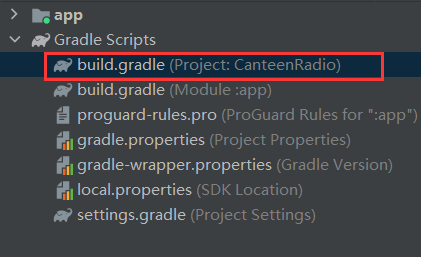 app
Gradle Scripts
build.gradle (Project: CanteenRadio)
build.gradle (Module :app)
proguard-rules.pro (ProGuard Rules for ":app")
gradle.properties (Project Properties)
gradle-wrapper.properties (Gradle Version)
local.properties (SDK Location)
settings.gradle (Project Settings)